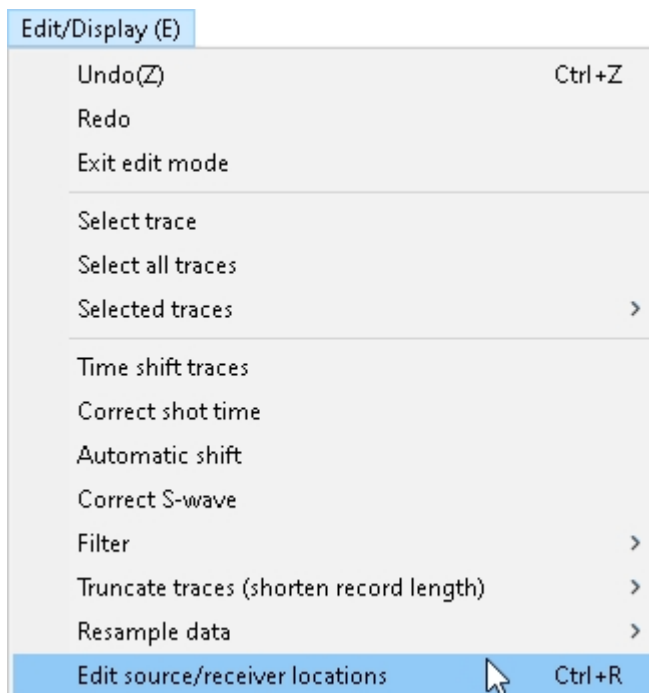 Edit/Display (E)
Undo(Z) Ctrl+Z
Redo
Exit edit mode
Select trace
Select all traces
Selected traces
Time shift traces
Correct shot time
Automatic shift
Correct S-wave
Filter
Truncate traces (shorten record length)
Resample data
Edit source/receiver locations Ctrl+R